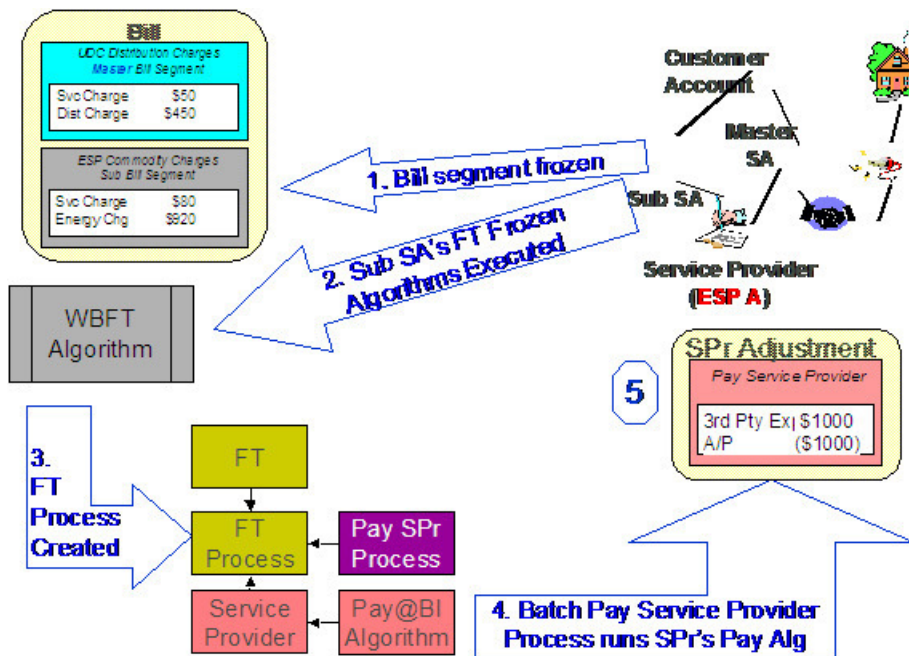 Bill
UDC Distribution Charges
Master Bill Segment
Svc Charge $50
Dist Charge $450
ESP Commodity Charges
Sub Bill Segment
Svc Charge $80
Energy Chg $920
Customer
Account
Master
SA
Sub SA
Service Provider
(ESP A)
1. Bill segment frozen
2. Sub SA's FT Frozen
Algorithms Executed
WBFT
Algorithm
3.
FT
Process
Created
FT
FT
Process
Pay SPr
Process
Service
Provider
Pay@BI
Algorithm
5
SPr Adjustment
Pay Service Provider
3rd Pty Exp $1000
A/P ($1000)
4. Batch Pay Service Provider
Process runs SPr's Pay Alg